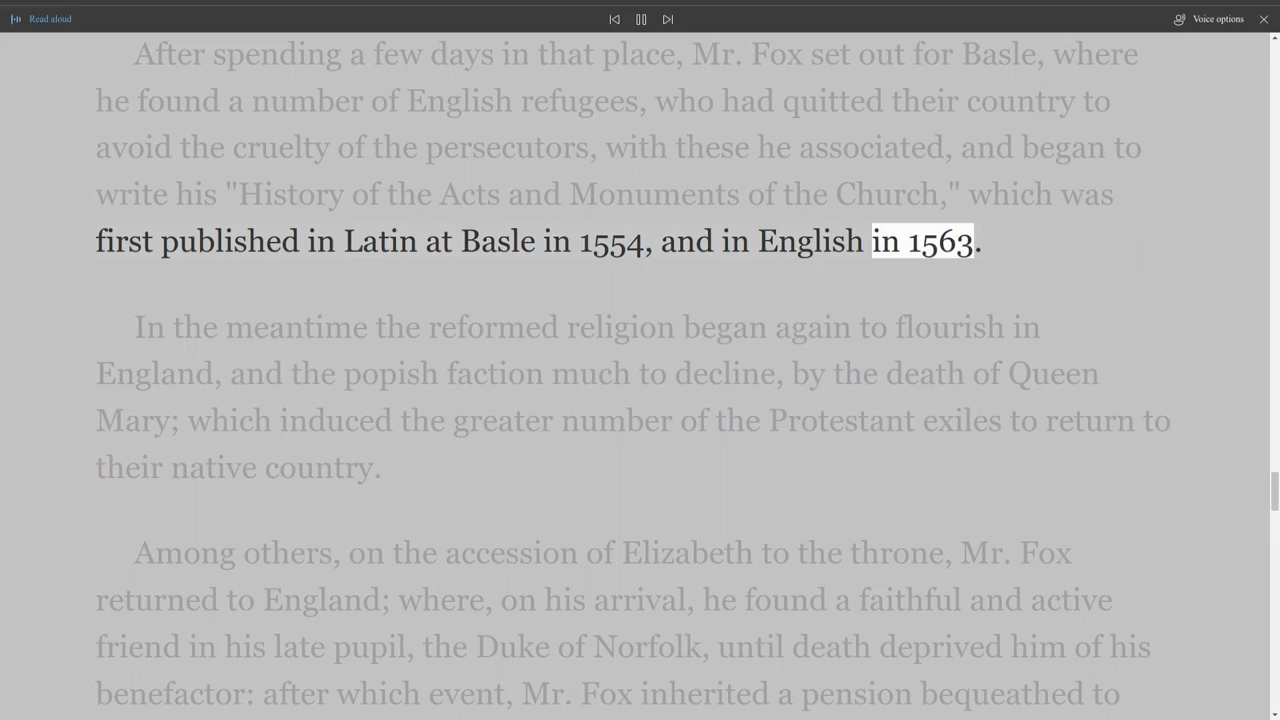 Read aloud
Voice options
After spending a few days in that place, Mr. Fox set out for Basle, where
he found a number of English refugees, who had quitted their country to
avoid the cruelty of the persecutors, with these he associated, and began to
write his "History of the Acts and Monuments of the Church," which was
first published in Latin at Basle in 1554, and in English in 1563.
In the meantime the reformed religion began again to flourish in
England, and the popish faction much to decline, by the death of Queen
Mary; which induced the greater number of the Protestant exiles to return to
their native country.
Among others, on the accession of Elizabeth to the throne, Mr. Fox
returned to England; where, on his arrival, he found a faithful and active
friend in his late pupil, the Duke of Norfolk, until death deprived him of his
benefactor: after which event, Mr. Fox inherited a pension bequeathed to